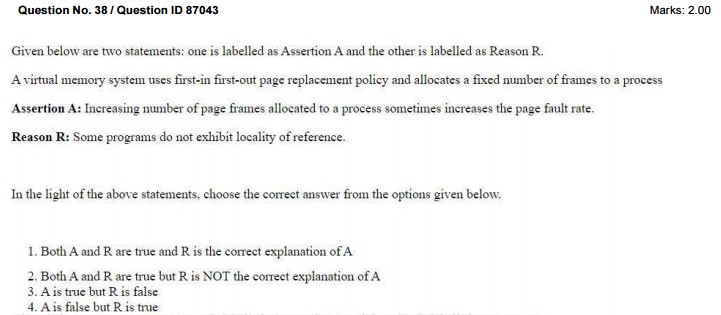 Question No. 38 / Question ID 87043 Marks: 2.00
Given below are two statements: one is labelled as Assertion A and the other is labelled as Reason R.
A virtual memory system uses first-in first-out page replacement policy and allocates a fixed number of frames to a process
Assertion A: Increasing number of page frames allocated to a process sometimes increases the page fault rate.
Reason R: Some programs do not exhibit locality of reference.
In the light of the above statements, choose the correct answer from the options given below.
1. Both A and R are true and R is the correct explanation of A
2. Both A and R are true but R is NOT the correct explanation of A
3. A is true but R is false
4. A is false but R is true